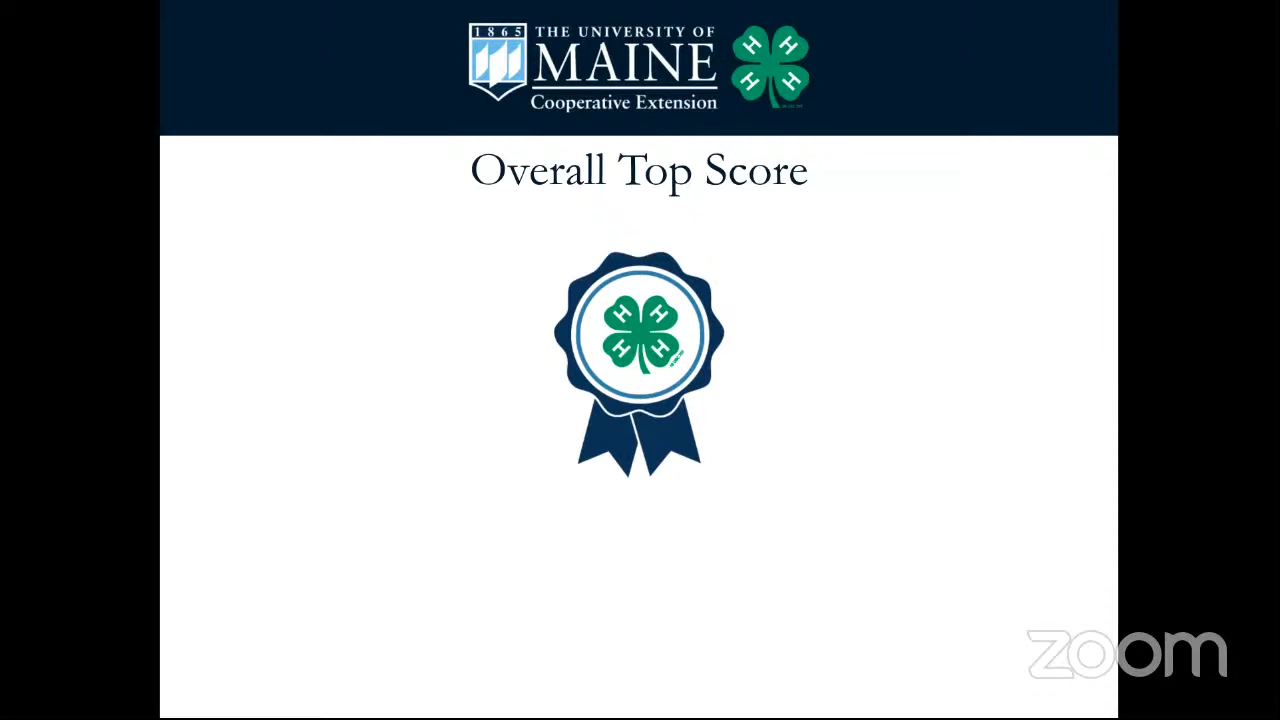 1865
THE UNIVERSITY OF
MAINE
Cooperative Extension
H H
H H
Overall Top Score
H H
H H
zoom